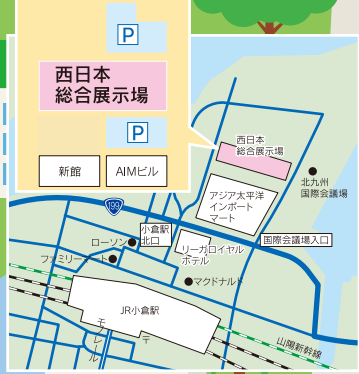 P
西日本
総合展示場
P
新館
AIMビル
西日本
総合展示場
北九州
国際会議場
アジア太平洋
インポート
マート
199
小倉駅
北口
国際会議場入口
ローソン
リーガロイヤル
ホテル
ファミリーマート
マクドナルド
JR小倉駅
モノレール
〒
山陽新幹線